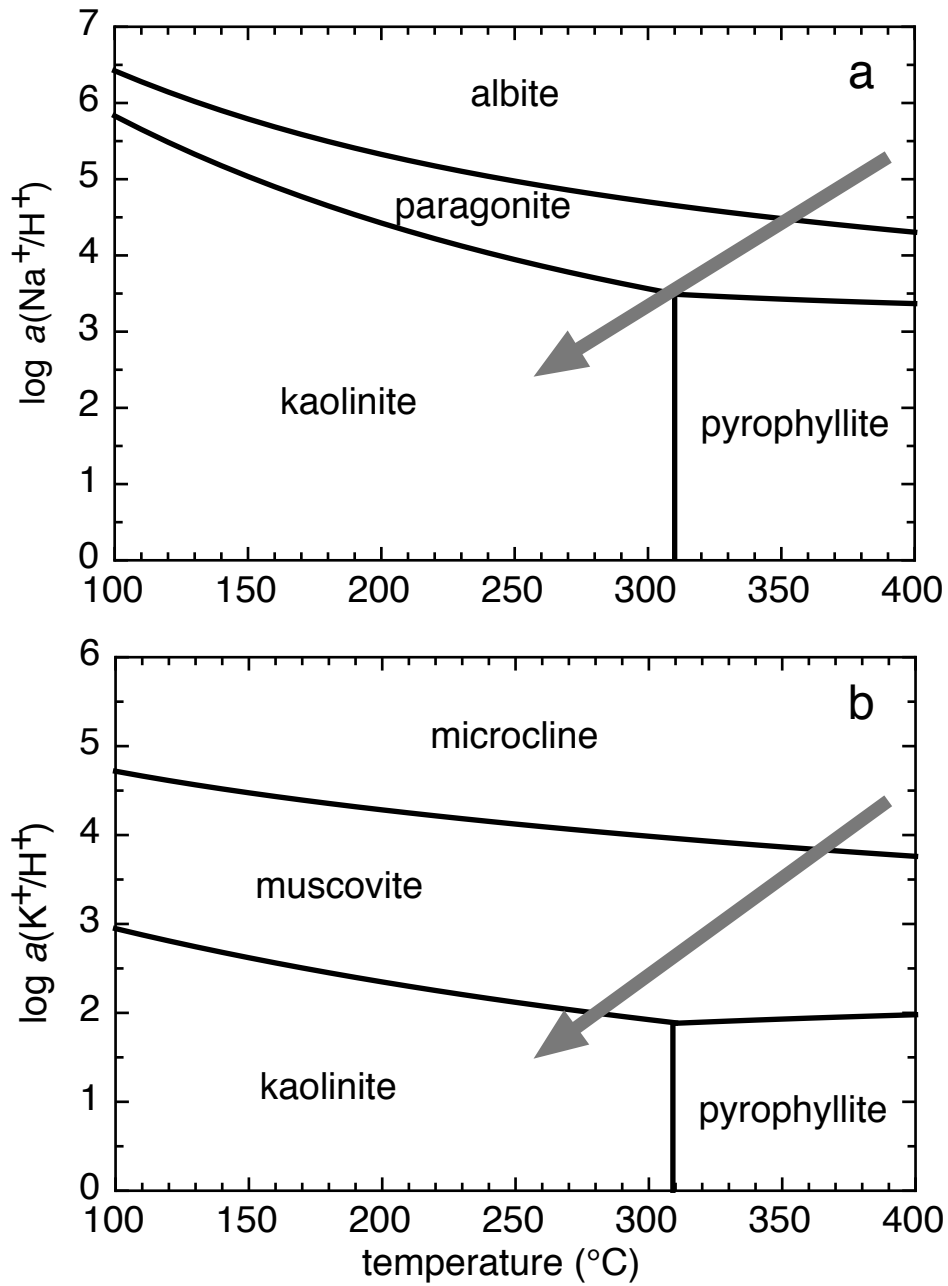 7
a
albite
6
5
paragonite
4
log a(Na+/H+)
3
kaolinite
pyrophyllite
2
1
0
100 150 200 250 300 350 400
6
b
microcline
5
4
muscovite
3
log a(K+/H+)
2
kaolinite
pyrophyllite
1
0
100 150 200 250 300 350 400
temperature (°C)